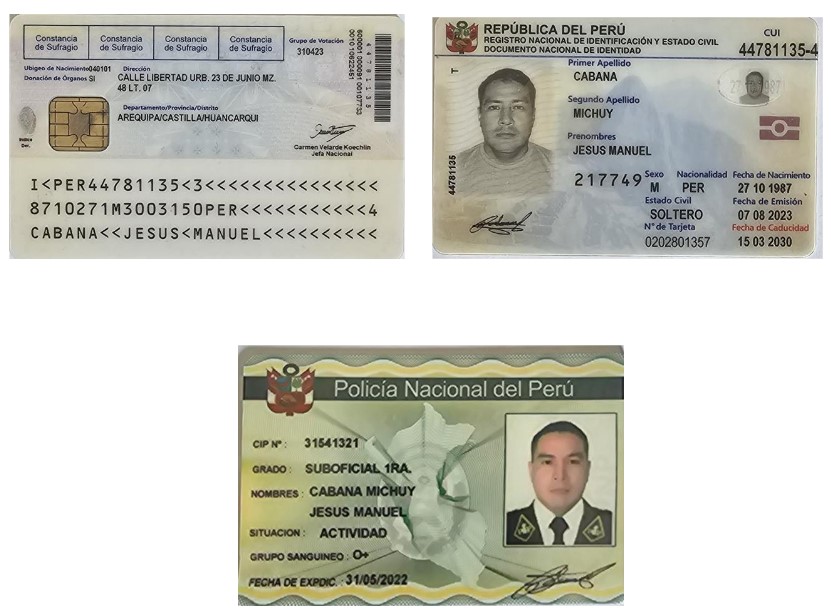 Constancia de Sufragio
Constancia de Sufragio
Constancia de Sufragio
Constancia de Sufragio
Grupo de Votación
310423
Ubigeo de Nacimiento 040101
Dirección
Donación de Órganos SI
CALLE LIBERTAD URB. 23 DE JUNIO MZ.
48 LT. 07
Departamento/Provincia/Distrito
AREQUIPA/CASTILLA/HUANCARQUI
Índice
Der.
Carmen Velarde Koechlin
Jefa Nacional
44781135
I<PER44781135<3<<<<<<<<<<<<<<<
8710271M3003150PER<<<<<<<<<<<4
CABANA<<JESUS<MANUEL<<<<<<<<<<
REPÚBLICA DEL PERÚ
REGISTRO NACIONAL DE IDENTIFICACIÓN Y ESTADO CIVIL
DOCUMENTO NACIONAL DE IDENTIDAD
CUI
44781135-4
T
Primer Apellido
CABANA
Segundo Apellido
MICHUY
Prenombres
JESUS MANUEL
44781135
217749
Sexo
Nacionalidad
Fecha de Nacimiento
M
PER
27 10 1987
Estado Civil
Fecha de Emisión
SOLTERO
07 08 2023
N° de Tarjeta
Fecha de Caducidad
0202801357
15 03 2030
Policía Nacional del Perú
CIP N° : 31541321
GRADO : SUBOFICIAL 1RA.
NOMBRES : CABANA MICHUY
JESUS MANUEL
SITUACION : ACTIVIDAD
GRUPO SANGUINEO : O+
FECHA DE EXPDIC. 31/05/2022